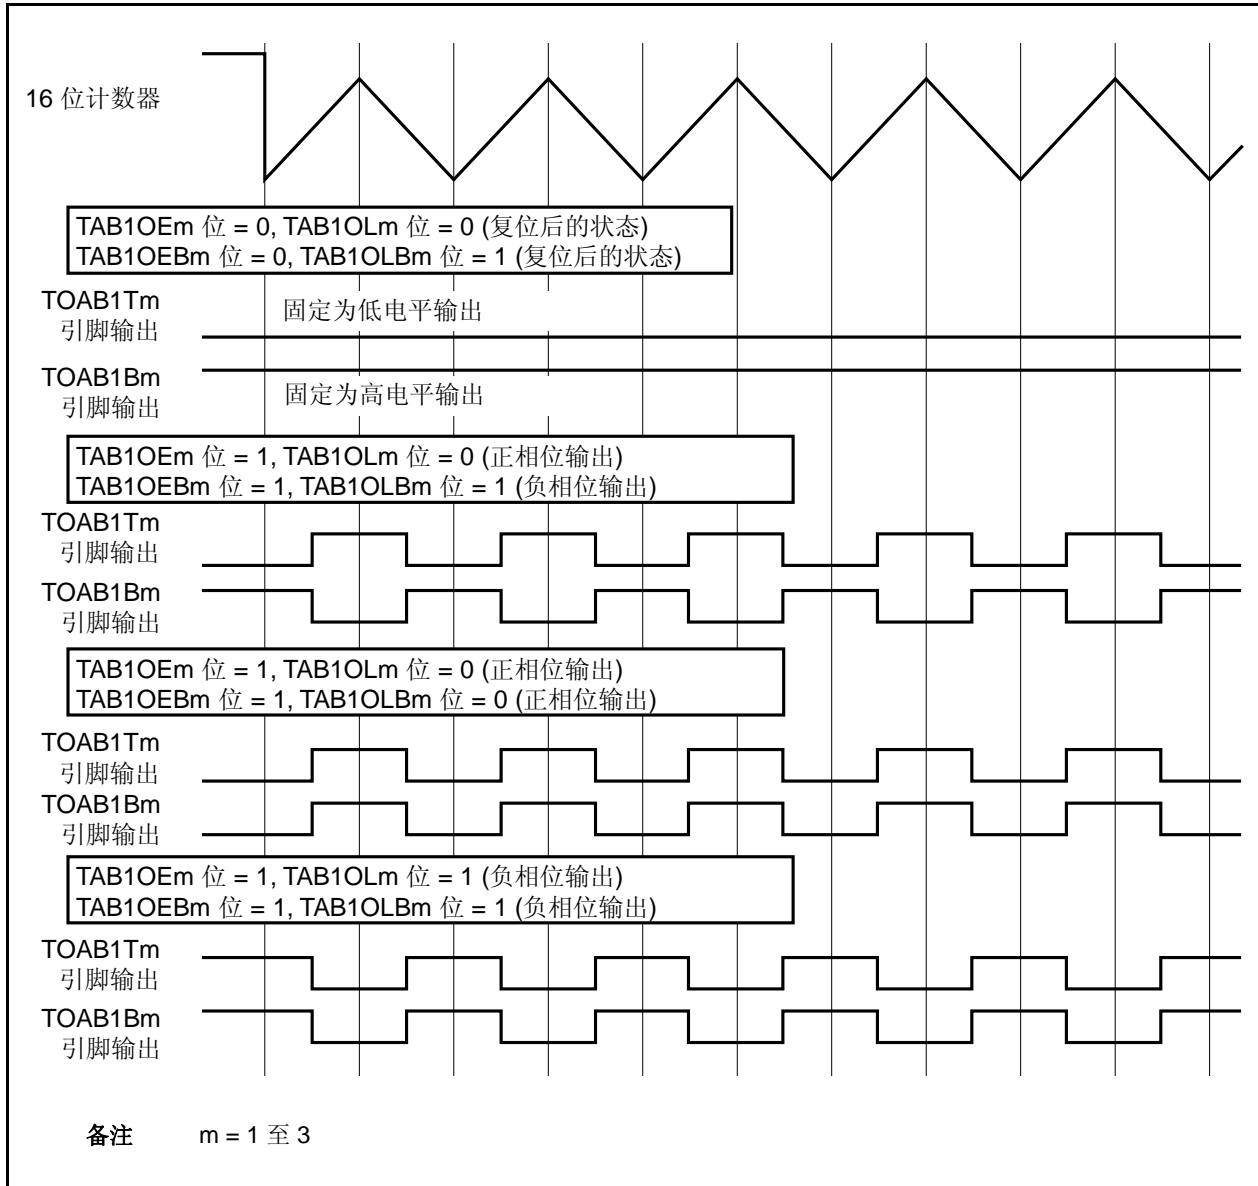 16 位计数器
TAB1OEm 位 = 0, TAB1OLm 位 = 0 (复位后的状态)
TAB1OEBm 位 = 0, TAB1OLBm 位 = 1 (复位后的状态)
TOAB1Tm
引脚输出
固定为低电平输出
TOAB1Bm
引脚输出
固定为高电平输出
TAB1OEm 位 = 1, TAB1OLm 位 = 0 (正相位输出)
TAB1OEBm 位 = 1, TAB1OLBm 位 = 1 (负相位输出)
TOAB1Tm
引脚输出
TOAB1Bm
引脚输出
TAB1OEm 位 = 1, TAB1OLm 位 = 0 (正相位输出)
TAB1OEBm 位 = 1, TAB1OLBm 位 = 0 (正相位输出)
TOAB1Tm
引脚输出
TOAB1Bm
引脚输出
TAB1OEm 位 = 1, TAB1OLm 位 = 1 (负相位输出)
TAB1OEBm 位 = 1, TAB1OLBm 位 = 1 (负相位输出)
TOAB1Tm
引脚输出
TOAB1Bm
引脚输出
备注 m = 1 至 3